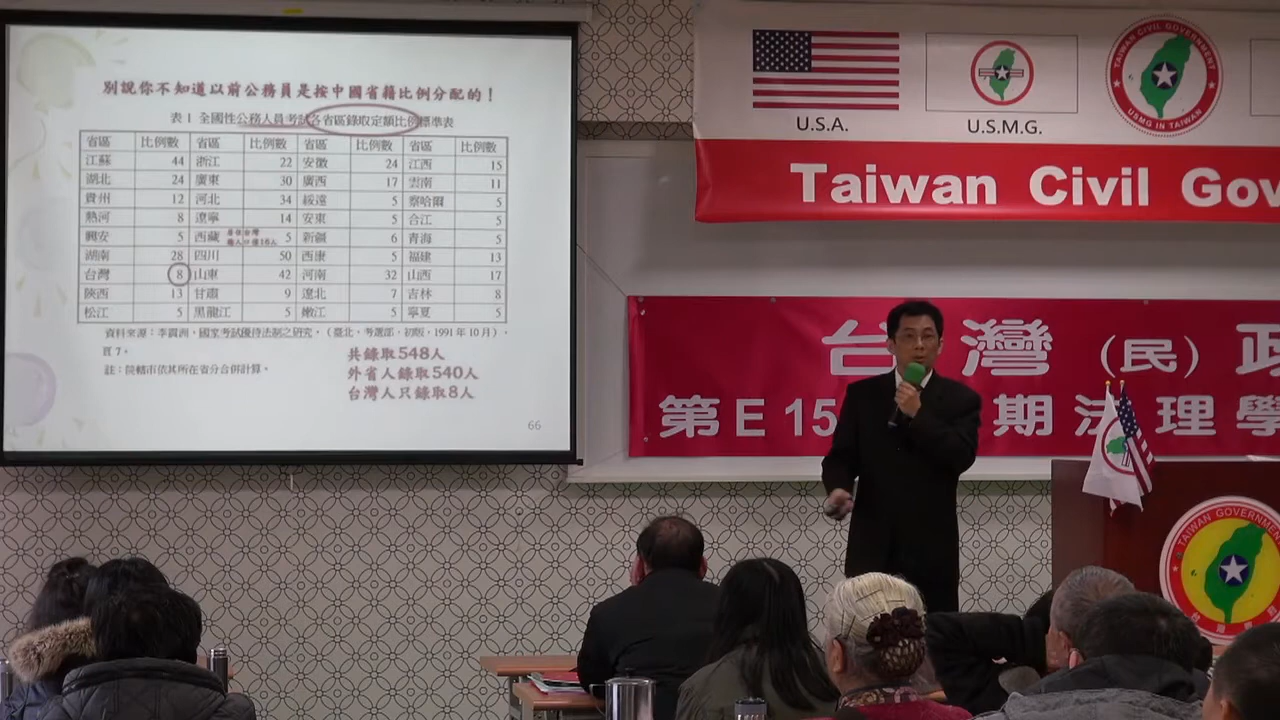 別說你不知道以前公務員是按中國省籍比例分配的！
表1 全國性公務人員考試各省區錄取定額比例標準表
省區 比例數 省區 比例數 省區 比例數 省區 比例數
江蘇 44 浙江 22 安徽 24 江西 15
湖北 24 廣東 30 廣西 17 雲南 11
貴州 12 河北 34 綏遠 5 察哈爾 5
熱河 8 遼寧 14 安東 5 合江 5
興安 5 西藏 5 新疆 6 青海 5
湖南 28 四川 50 西康 5 福建 13
台灣 8 山東 42 河南 32 山西 17
陝西 13 甘肅 9 遼北 7 吉林 8
松江 5 黑龍江 5 嫩江 5 寧夏 5
資料來源：李震洲，國家考試優待法制之研究，（臺北，考選部，初版，1991年10月），
頁7。
註：院轄市依其所在省分合併計算。
共錄取548人
外省人錄取540人
台灣人只錄取8人
66
U.S.A.
U.S.M.G.
TAIWAN CIVIL GOVERNMENT
USMG IN TAIWAN
Taiwan Civil Gov
台灣（民）政
第E15 期法理學
TAIWAN GOVERNMENT